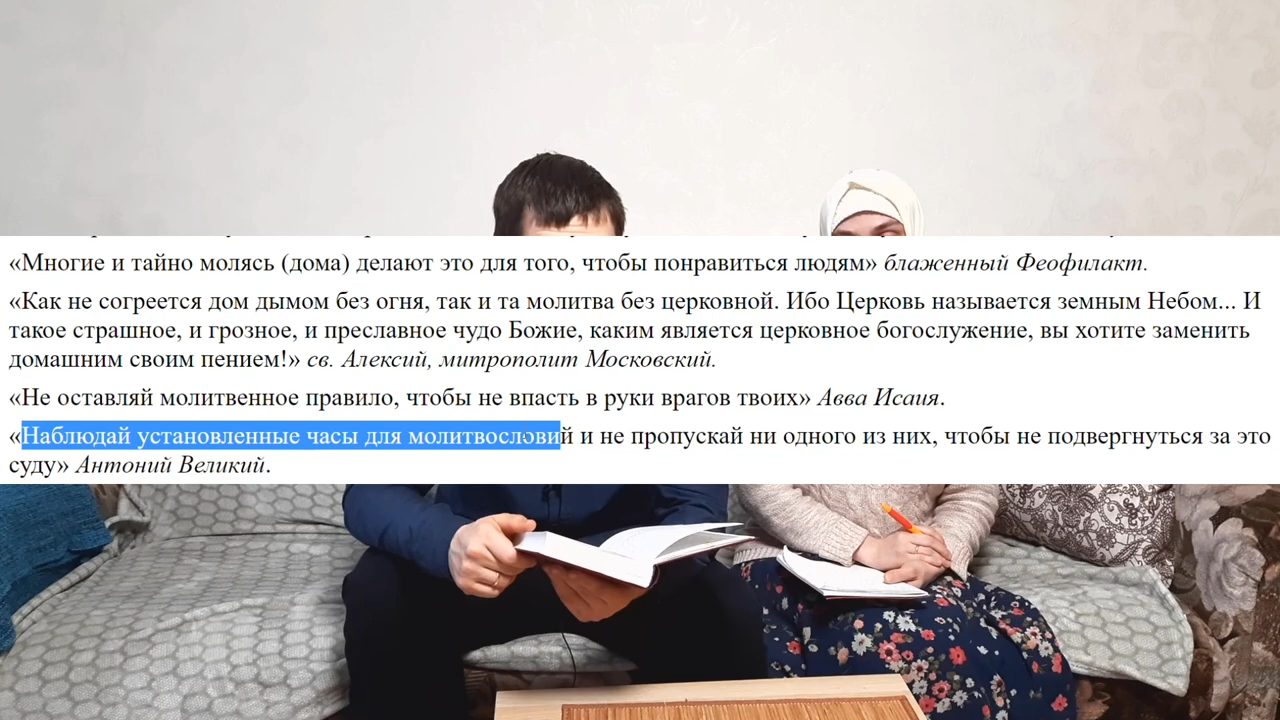 «Многие и тайно молясь (дома) делают это для того, чтобы понравиться людям» блаженный Феофилакт.
«Как не согреется дом дымом без огня, так и та молитва без церковной. Ибо Церковь называется земным Небом... И
такое страшное, и грозное, и преславное чудо Божие, каким является церковное богослужение, вы хотите заменить
домашним своим пением!» св. Алексий, митрополит Московский.
«Не оставляй молитвенное правило, чтобы не впасть в руки врагов твоих» Авва Исаия.
«Наблюдай установленные часы для молитвословий и не пропускай ни одного из них, чтобы не подвергнуться за это
суду» Антоний Великий.